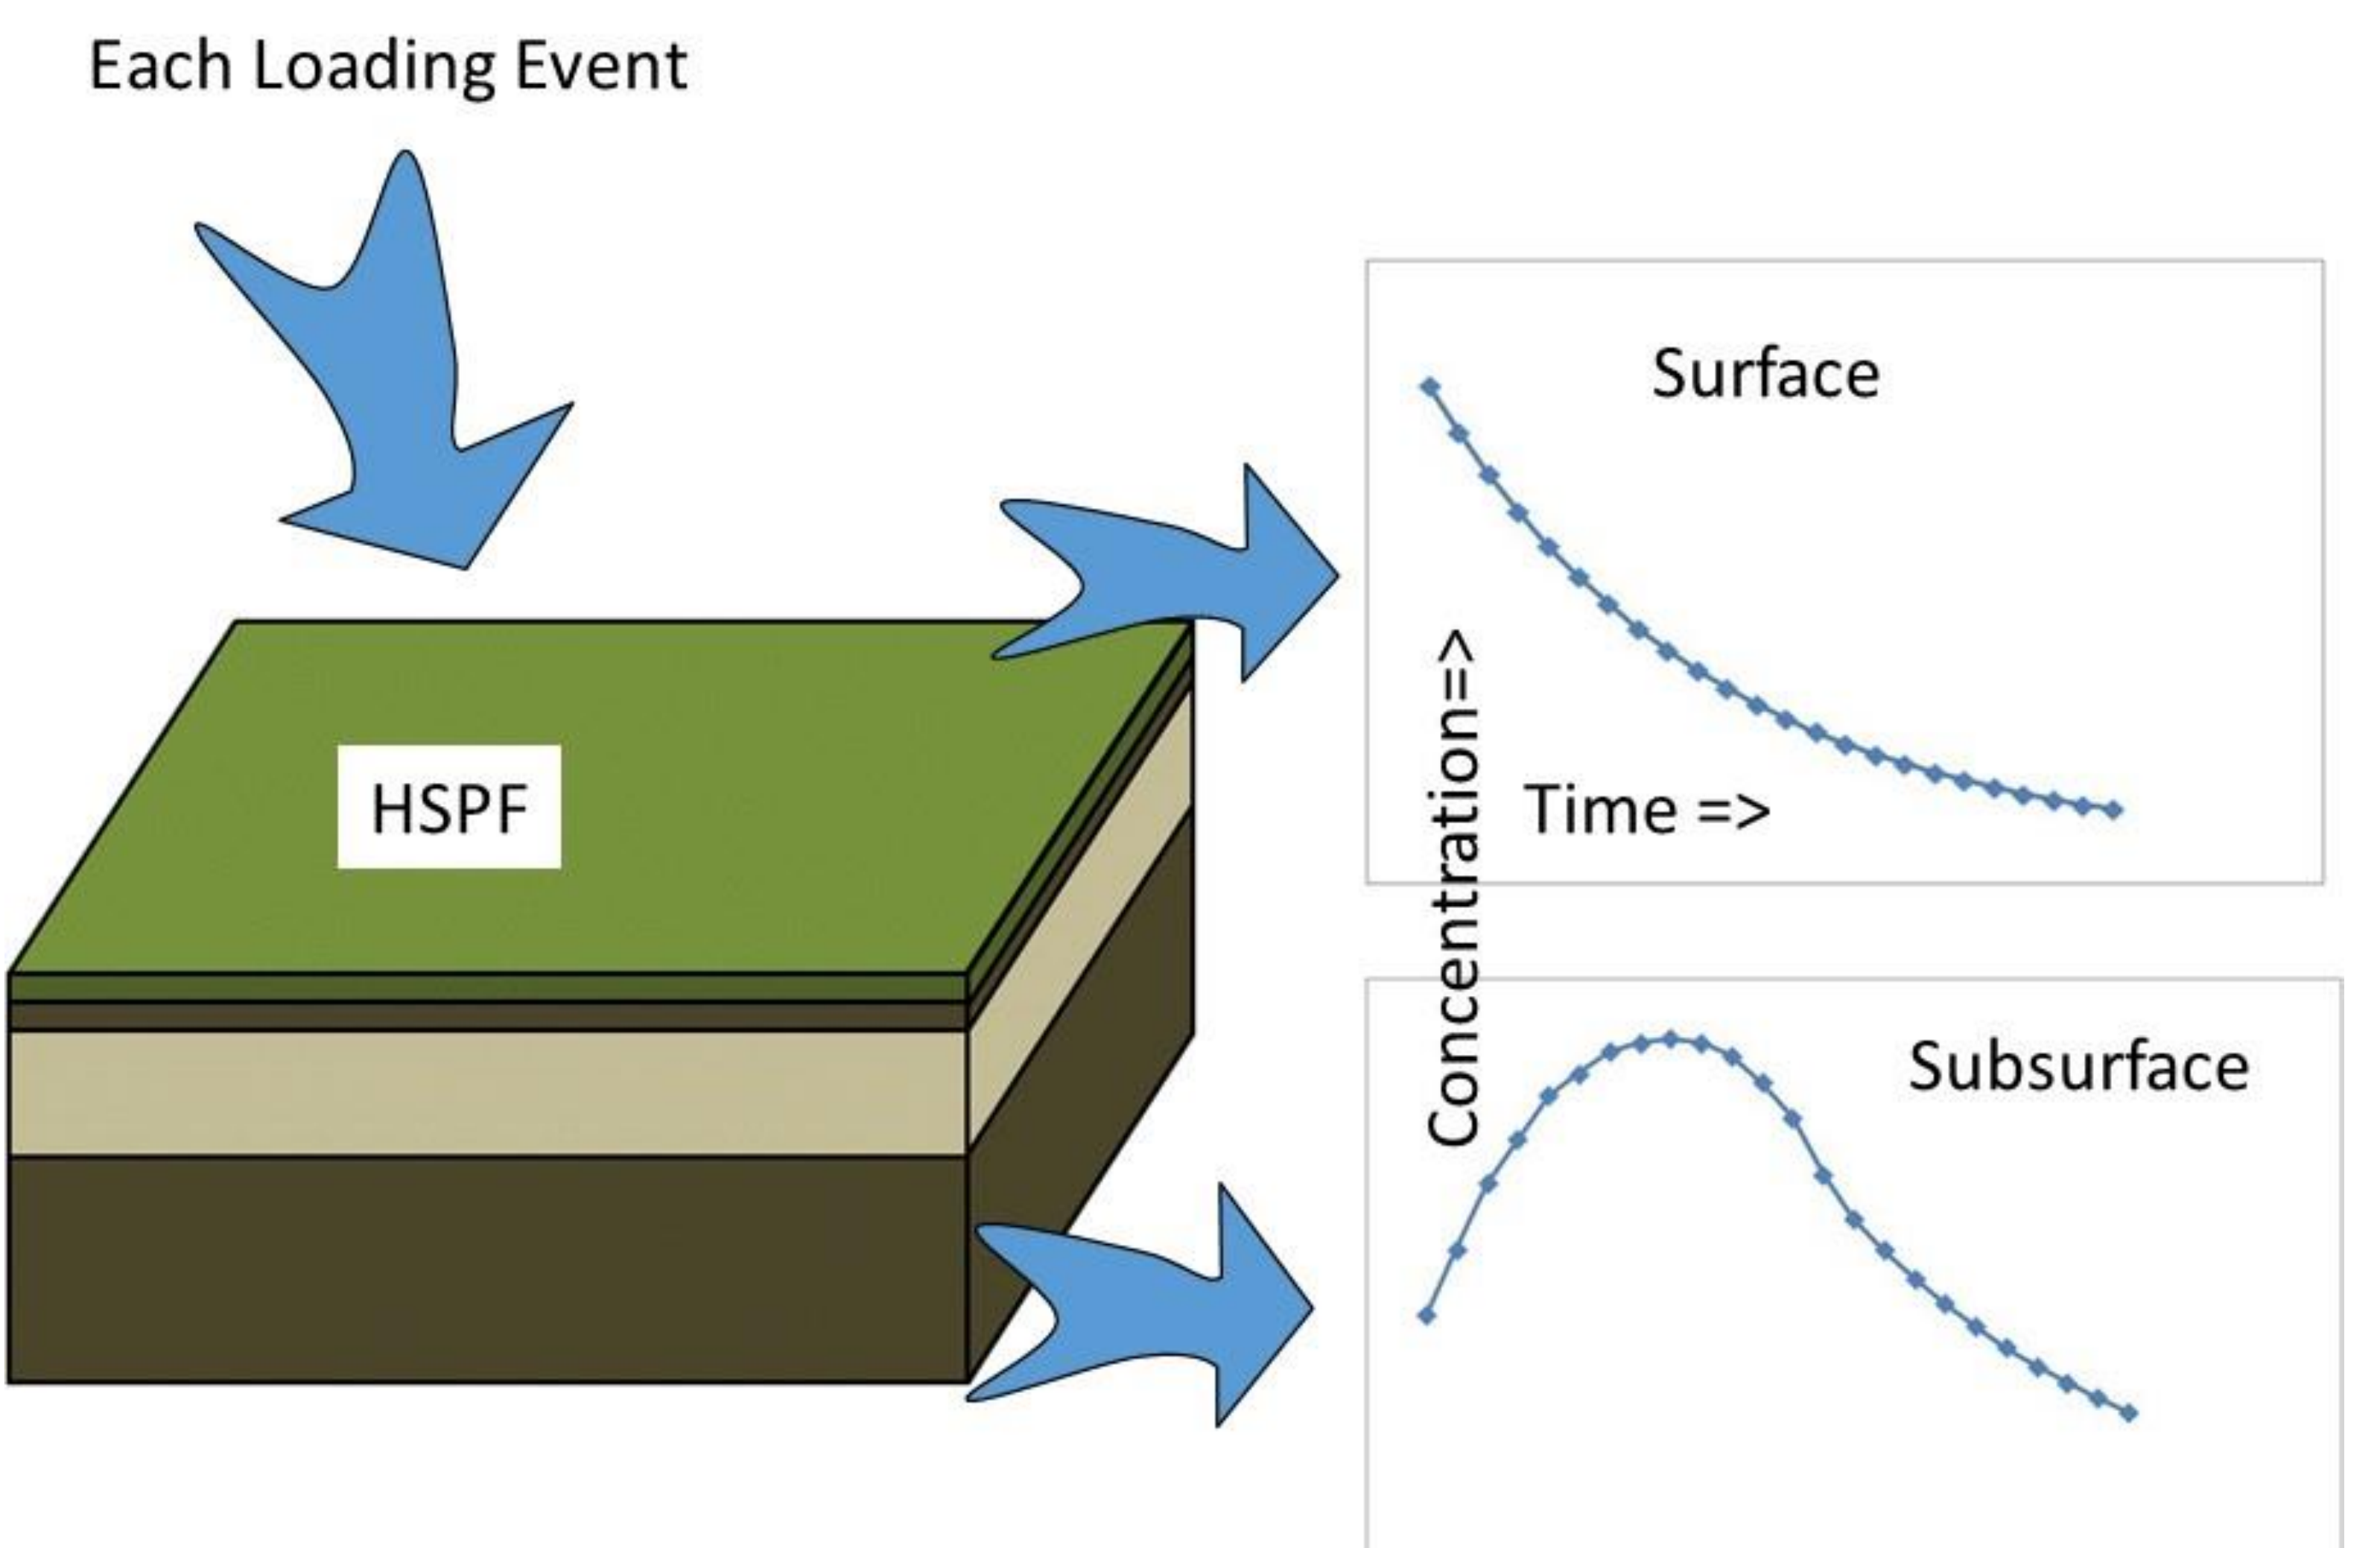 Each Loading Event
HSPF
Surface
Time =>
Concentration=>
Subsurface